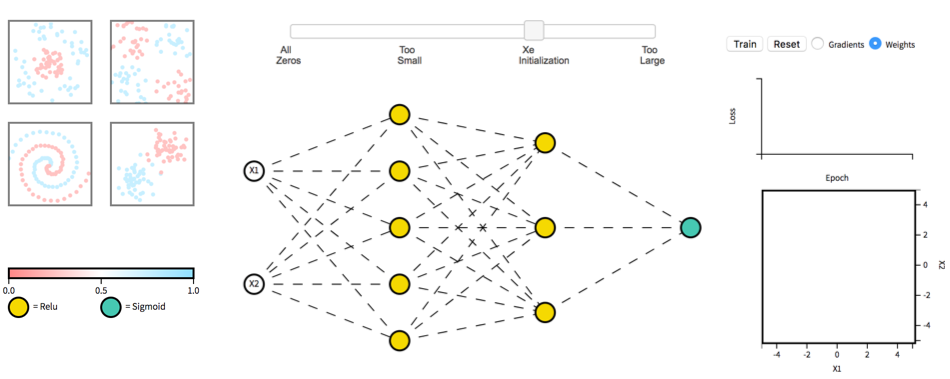 All Zeros
Too Small
Xe Initialization
Too Large
Train
Reset
Gradients
Weights
X1
X2
Loss
Epoch
4
2
0
-2
-4
X2
-4
-2
0
2
4
X1
0.0
0.5
1.0
= Relu
= Sigmoid